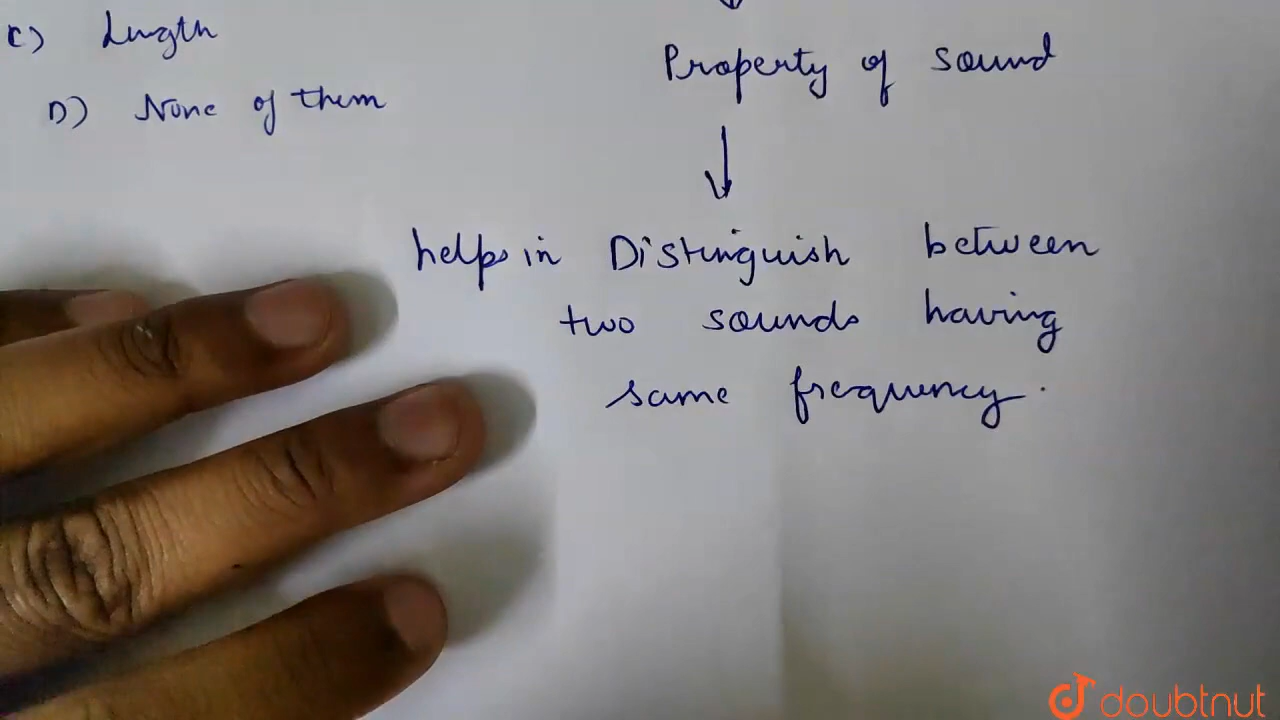 C) Length
D) None of them
Property of sound
helps in Distinguish between
two sounds having
same frequency.
doubtnut